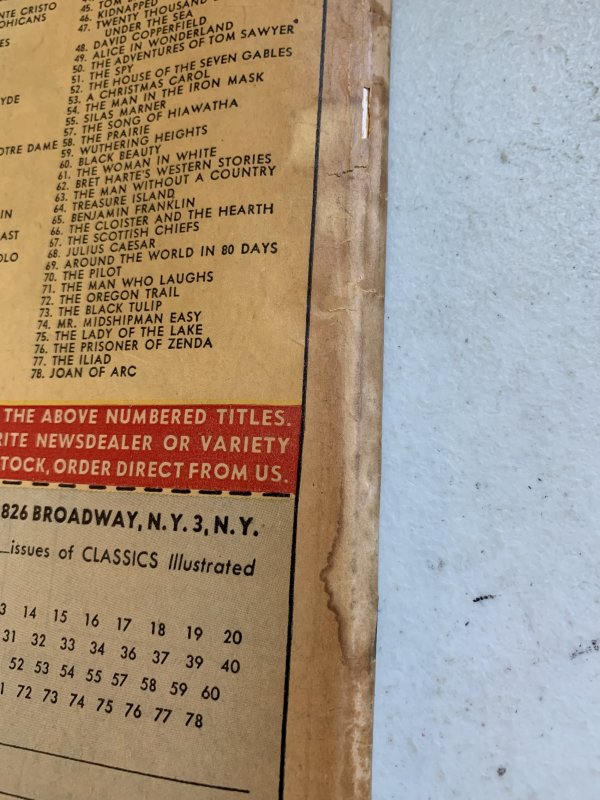 NTE CRISTO
OHICANS
ES
YDE
OTRE DAME
IN
AST
OLO
45. TOM
46. KIDNAPPED
47. TWENTY THOUSAND
UNDER THE SEA
48. DAVID COPPERFIELD
49. ALICE IN WONDERLAND
50. THE ADVENTURES OF TOM SAWYER
51. THE SPY
52. THE HOUSE OF THE SEVEN GABLES
53. A CHRISTMAS CAROL
54. THE MAN IN THE IRON MASK
55. SILAS MARNER
57. THE SONG OF HIAWATHA
58. THE PRAIRIE
59. WUTHERING HEIGHTS
60. BLACK BEAUTY
61. THE WOMAN IN WHITE
62. BRET HARTE'S WESTERN STORIES
63. THE MAN WITHOUT A COUNTRY
64. TREASURE ISLAND
65. BENJAMIN FRANKLIN
66. THE CLOISTER AND THE HEARTH
67. THE SCOTTISH CHIEFS
68. JULIUS CAESAR
69. AROUND THE WORLD IN 80 DAYS
70. THE PILOT
71. THE MAN WHO LAUGHS
72. THE OREGON TRAIL
73. THE BLACK TULIP
74. MR. MIDSHIPMAN EASY
75. THE LADY OF THE LAKE
76. THE PRISONER OF ZENDA
77. THE ILIAD
78. JOAN OF ARC
THE ABOVE NUMBERED TITLES.
RITE NEWSDEALER OR VARIETY
TOCK, ORDER DIRECT FROM US.
826 BROADWAY, N.Y. 3, N.Y.
issues of CLASSICS Illustrated
3 14 15 16 17 18 19 20
31 32 33 34 36 37 39 40
52 53 54 55 57 58 59 60
1 72 73 74 75 76 77 78